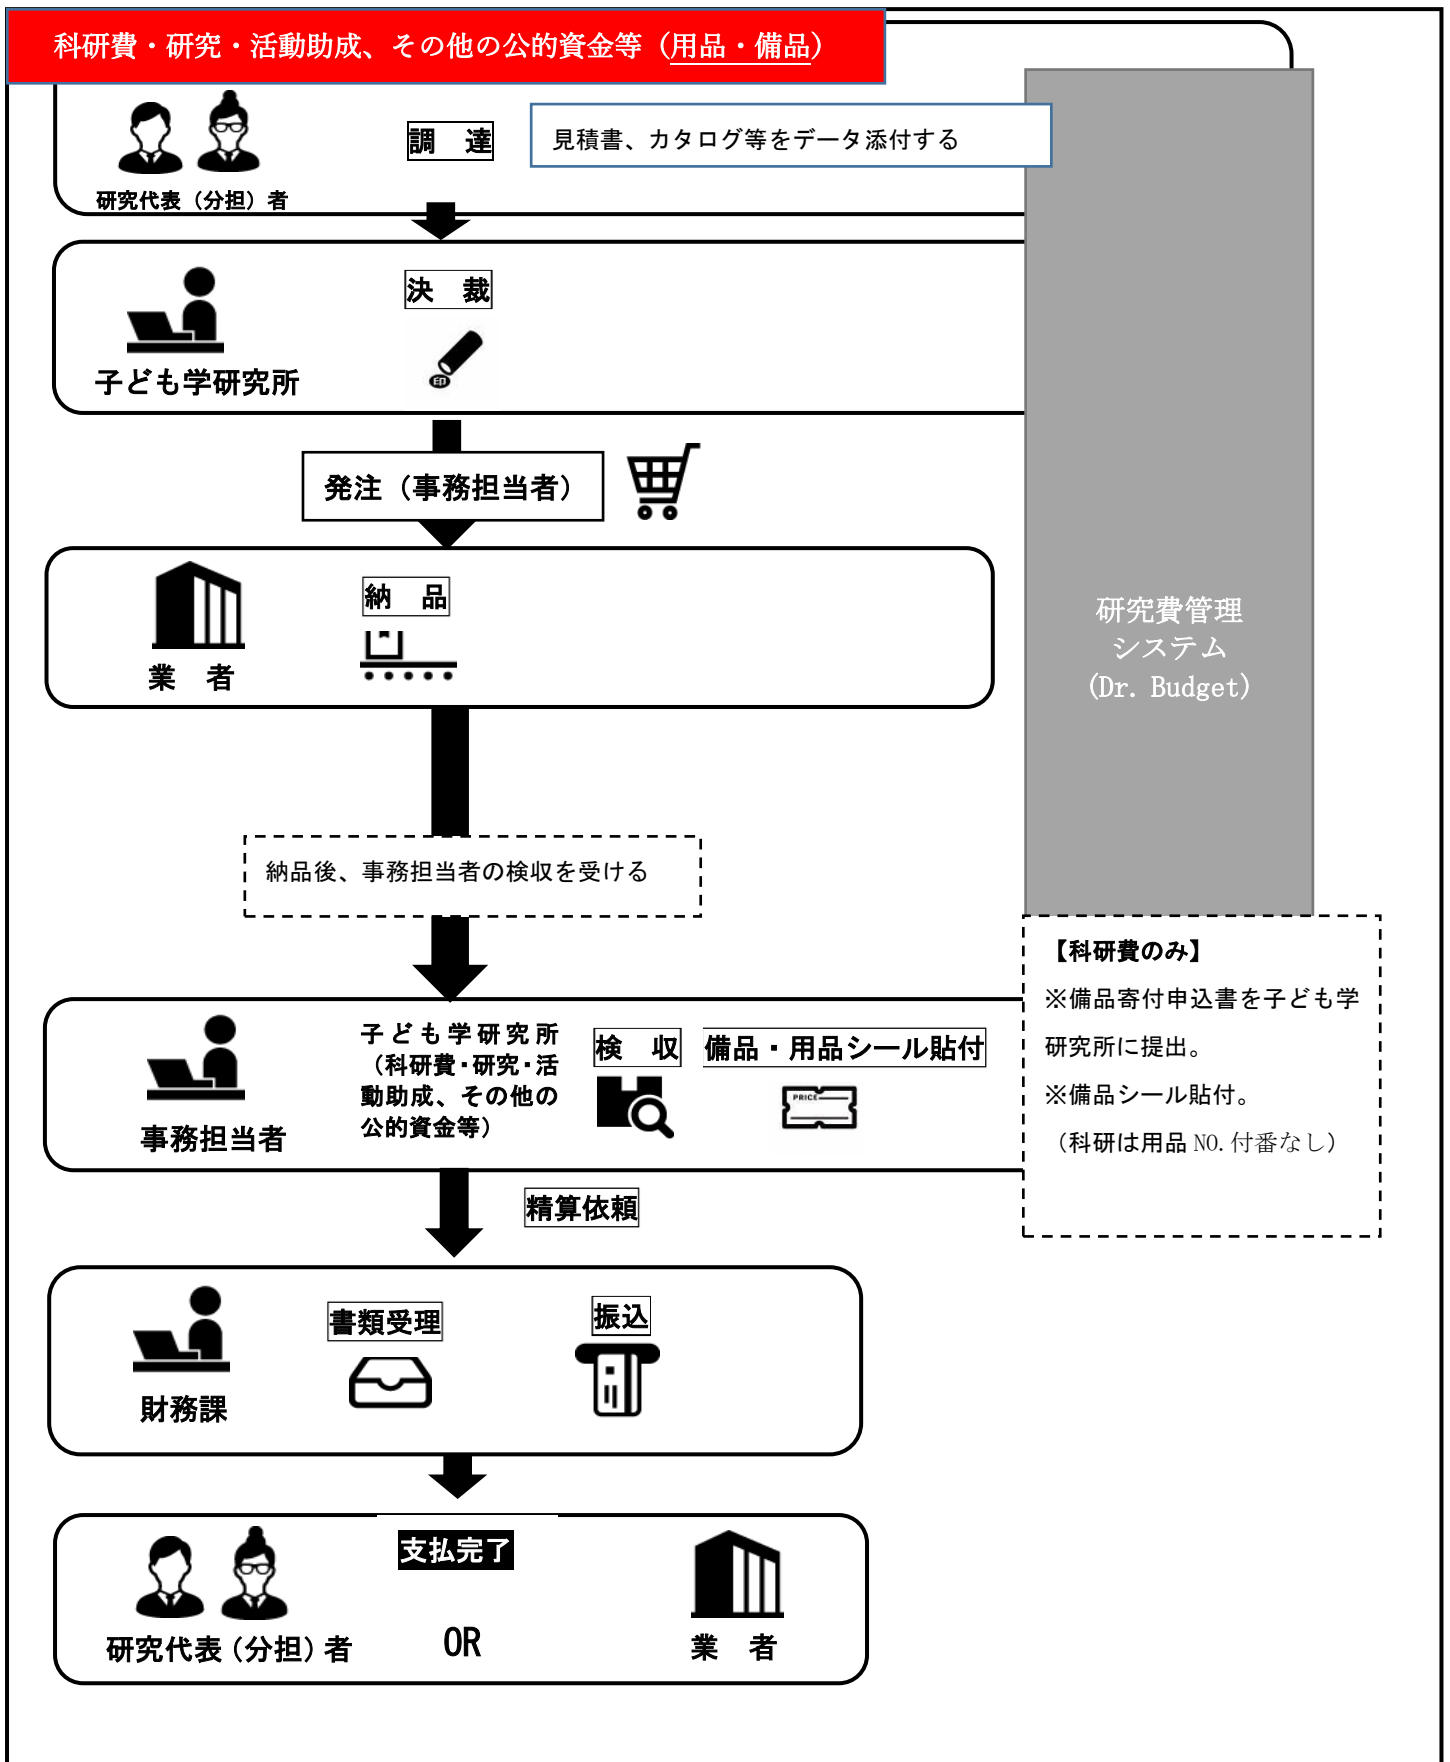 科研費・研究・活動助成、その他の公的資金等（用品・備品）
調　達
見積書、カタログ等をデータ添付する
研究代表（分担）者
決　裁
印
子ども学研究所
発注（事務担当者）
納　品
業　者
研究費管理
システム
(Dr. Budget)
納品後、事務担当者の検収を受ける
【科研費のみ】
※備品寄付申込書を子ども学
研究所に提出。
※備品シール貼付。
（科研は用品 NO.付番なし）
子ども学研究所
（科研費・研究・活
動助成、その他の
公的資金等）
検　収
備品・用品シール貼付
PRICE
事務担当者
精算依頼
書類受理
振込
財務課
支払完了
研究代表（分担）者
OR
業　者